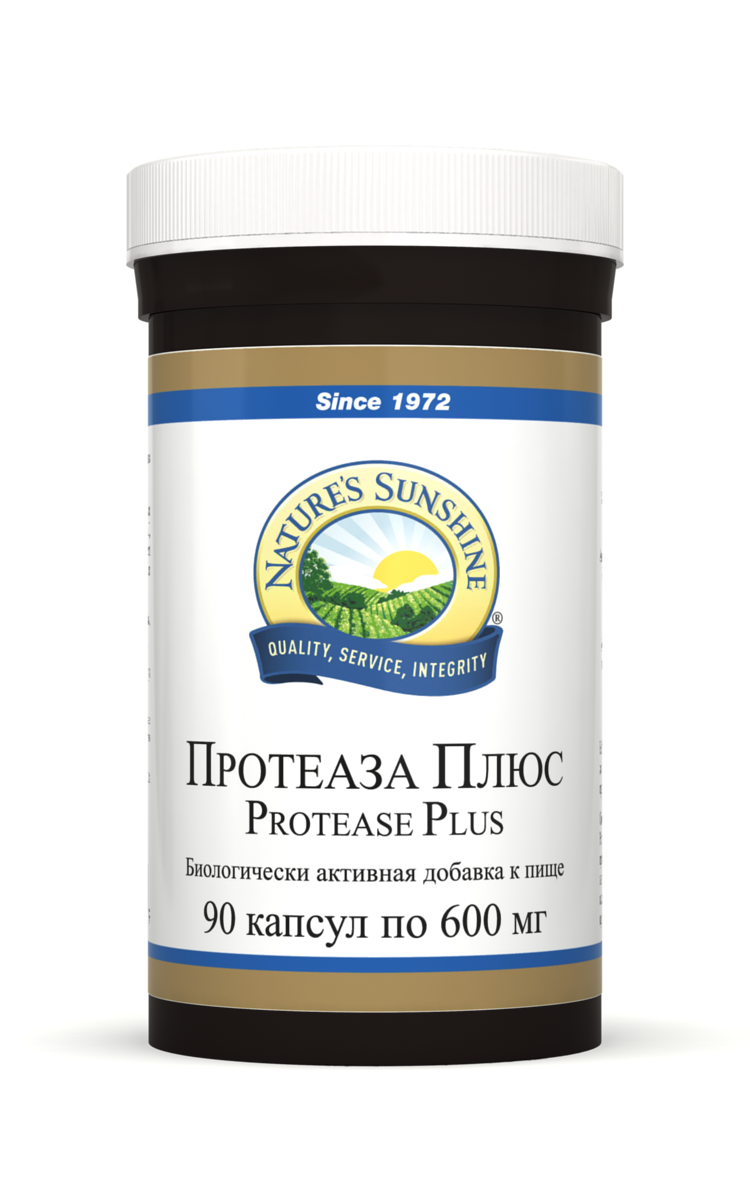 Since 1972
NATURE'S SUNSHINE
®
QUALITY, SERVICE, INTEGRITY
ПРОТЕАЗА ПЛЮС
PROTEASE PLUS
Биологически активная добавка к пище
90 капсул по 600 мг